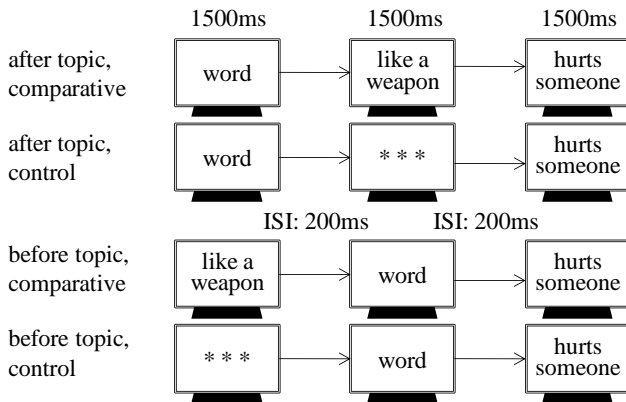 1500ms 1500ms 1500ms
after topic,
comparative
word
like a
weapon
hurts
someone
after topic,
control
word
* * *
hurts
someone
ISI: 200ms ISI: 200ms
before topic,
comparative
like a
weapon
word
hurts
someone
before topic,
control
* * *
word
hurts
someone